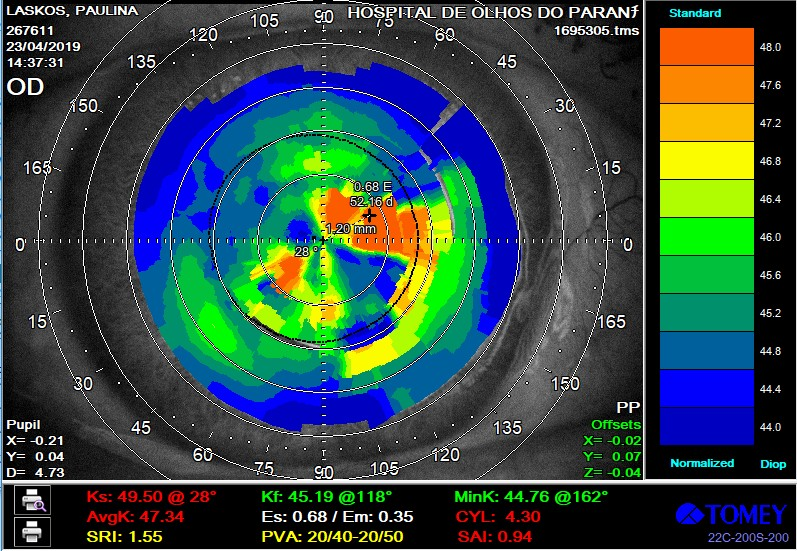 LASKOS, PAULINA
267611
23/04/2019
14:37:31
OD
HOSPITAL DE OLHOS DO PARAN
1695305.tms
90
105
120
150
165
0
15
30
45
60
75
90
105
120
135
150
165
0
15
30
45
60
0.68 E
52.16 d
1.20 mm
28 °
Pupil
X= -0.21
Y= 0.04
D= 4.73
PP
Offsets
X= -0.02
Y= 0.07
Z= -0.04
Standard
48.0
47.6
47.2
46.8
46.4
46.0
45.6
45.2
44.8
44.4
44.0
Normalized Diop
Ks: 49.50 @ 28° Kf: 45.19 @118° MinK: 44.76 @162°
AvgK: 47.34 Es: 0.68 / Em: 0.35 CYL: 4.30
SRI: 1.55 PVA: 20/40-20/50 SAI: 0.94
TOMEY
22C-200S-200